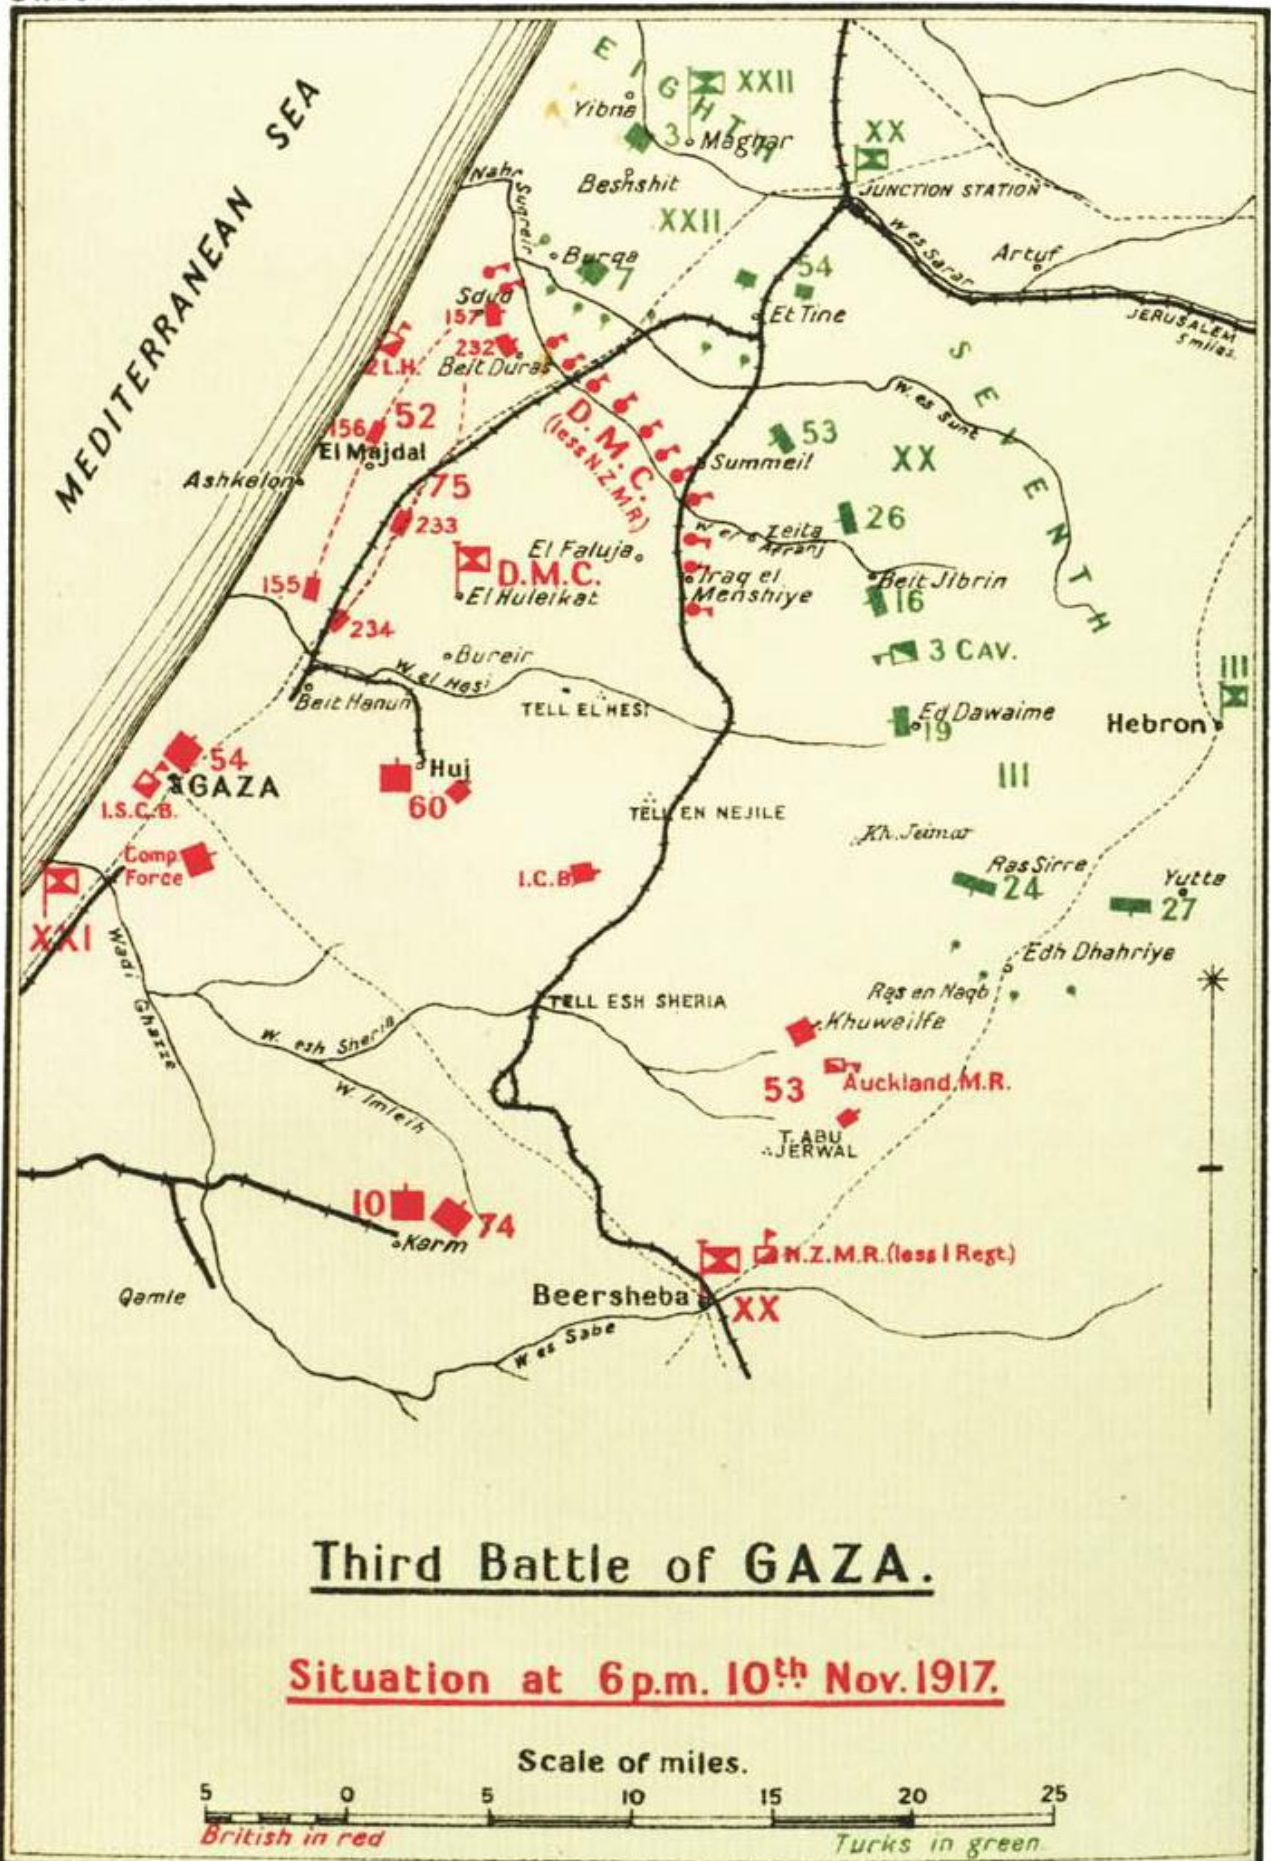 MEDITERRANEAN SEA
EIGHTH
XXII
Yibna
3
Maghar
XX
Beshshit
JUNCTION STATION
Nahr Suqreir
XXII
W es Sarar
Artuf
Burqa
7
54
Sdud
157
Et Tine
JERUSALEM
5 miles.
232
Beit Duras
2 L.H.
SEVENTH
W. es Sunt
156
52
El Majdal
D.M.C.
(less N.Z.M.R)
53
Summeil
XX
Ashkelon
75
233
26
Zeita
W el Afranj
El Faluja
D.M.C.
El Huleikat
Iraq el
Menshiye
Beit Jibrin
16
155
234
Bureir
3 CAV.
III
W. el Hesi
Beit Hanun
TELL EL HESI
Ed Dawaime
19
Hebron
54
GAZA
Huj
60
III
I.S.C.B.
TELL EN NEJILE
Kh. Jeimar
Comp.
Force
I.C.B.
Ras Sirre
24
Yutta
27
XXI
Wadi Ghazze
Edh Dhahriye
Ras en Naqb
TELL ESH SHERIA
Khuweilfe
W. esh Sheria
53
Auckland M.R.
W. Imleih
T. ABU
JERWAL
10
74
Karm
N.Z.M.R. (less 1 Regt.)
Qamle
Beersheba
XX
W es Sabe
Third Battle of GAZA.
Situation at 6 p.m. 10th Nov. 1917.
Scale of miles.
5 0 5 10 15 20 25
British in red
Turks in green.